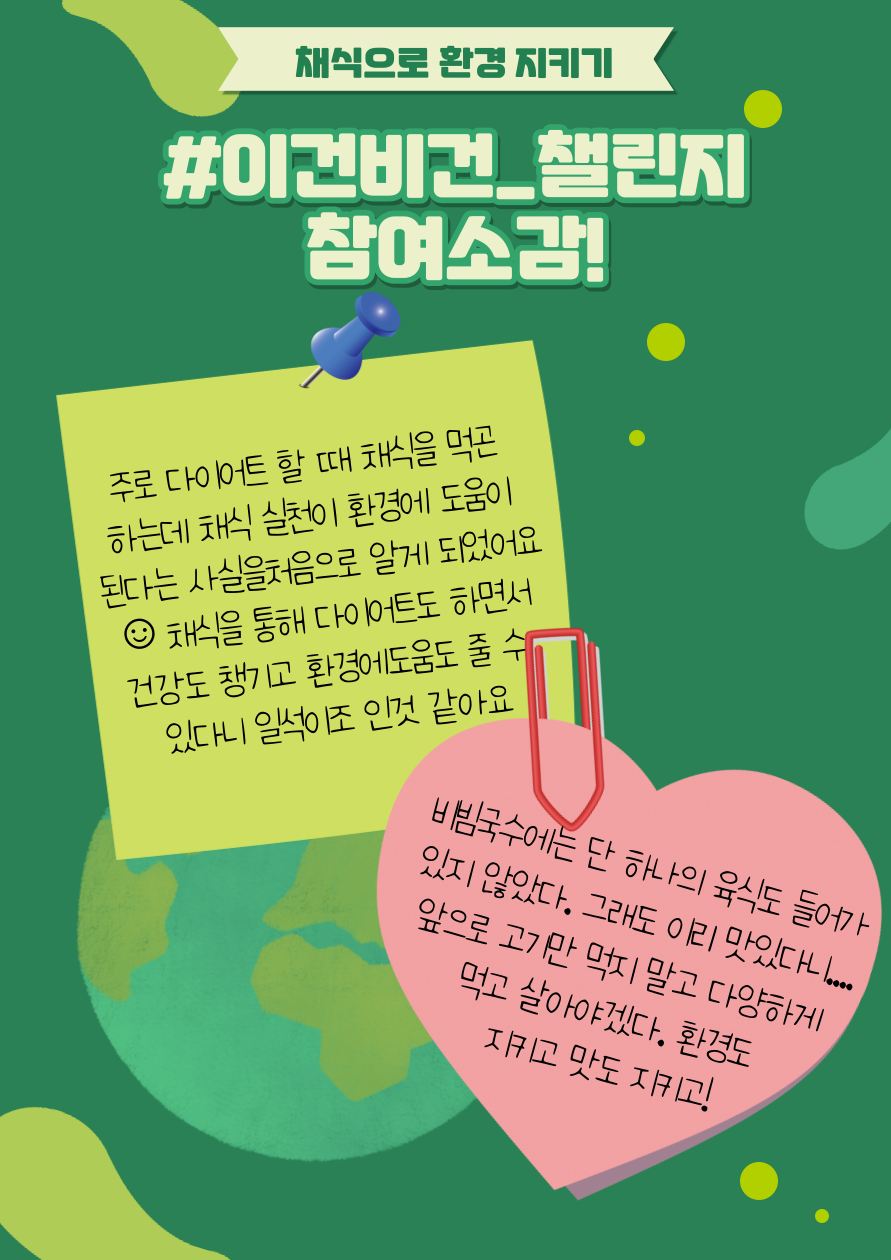 채식으로 환경 지키기
#이건비건_챌린지
참여소감!
주로 다이어트 할 때 채식을 먹곤
하는데 채식 실천이 환경에 도움이
된다는 사실을처음으로 알게 되었어요
☺ 채식을 통해 다이어트도 하면서
건강도 챙기고 환경에도움도 줄 수
있다니 일석이조 인것 같아요
비빔국수에는 단 하나의 육식도 들어가
있지 않았다. 그래도 이리 맛있다니....
앞으로 고기만 먹지 말고 다양하게
먹고 살아야겠다. 환경도
지키고 맛도 지키고!